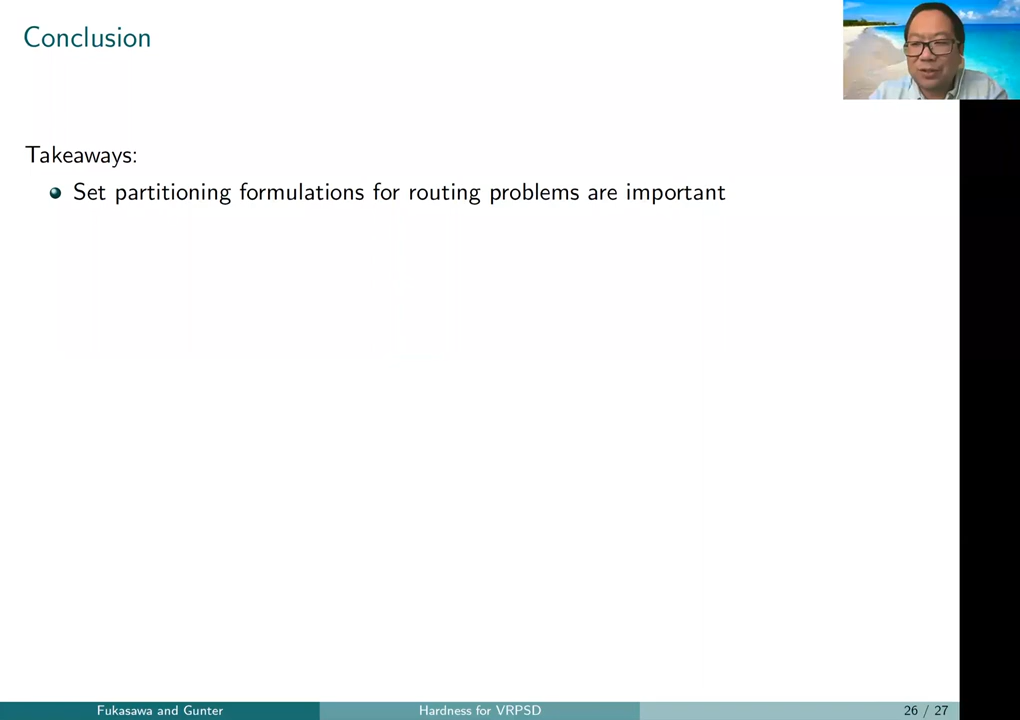 Conclusion
Takeaways:
Set partitioning formulations for routing problems are important
Fukasawa and Gunter
Hardness for VRPSD
26 / 27